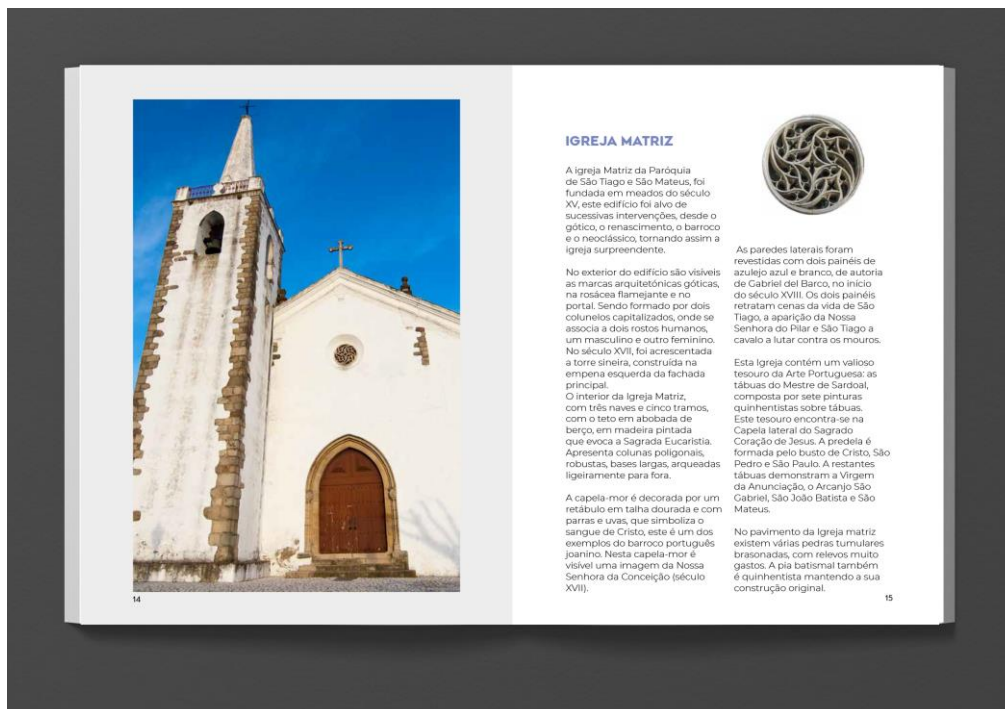 IGREJA MATRIZ
A igreja Matriz da Paróquia
de São Tiago e São Mateus, foi
fundada em meados do século
XV, este edifício foi alvo de
sucessivas intervenções, desde o
gótico, o renascimento, o barroco
e o neoclássico, tornando assim a
igreja surpreendente.
No exterior do edifício são visíveis
as marcas arquitetónicas góticas,
na rosácea flamejante e no
portal. Sendo formado por dois
colunelos capitalizados, onde se
associa a dois rostos humanos,
um masculino e outro feminino.
No século XVII, foi acrescentada
a torre sineira, construída na
empena esquerda da fachada
principal.
O interior da Igreja Matriz,
com três naves e cinco tramos,
com o teto em abobada de
berço, em madeira pintada
que evoca a Sagrada Eucaristia.
Apresenta colunas poligonais,
robustas, bases largas, arqueadas
ligeiramente para fora.
A capela-mor é decorada por um
retábulo em talha dourada e com
parras e uvas, que simboliza o
sangue de Cristo, este é um dos
exemplos do barroco português
joanino. Nesta capela-mor é
visível uma imagem da Nossa
Senhora da Conceição (século
XVII).
As paredes laterais foram
revestidas com dois painéis de
azulejo azul e branco, de autoria
de Gabriel del Barco, no início
do século XVIII. Os dois painéis
retratam cenas da vida de São
Tiago, a aparição da Nossa
Senhora do Pilar e São Tiago a
cavalo a lutar contra os mouros.
Esta Igreja contém um valioso
tesouro da Arte Portuguesa: as
tábuas do Mestre de Sardoal,
composta por sete pinturas
quinhentistas sobre tábuas.
Este tesouro encontra-se na
Capela lateral do Sagrado
Coração de Jesus. A predela é
formada pelo busto de Cristo, São
Pedro e São Paulo. A restantes
tábuas demonstram a Virgem
da Anunciação, o Arcanjo São
Gabriel, São João Batista e São
Mateus.
No pavimento da Igreja matriz
existem várias pedras tumulares
brasonadas, com relevos muito
gastos. A pia batismal também
é quinhentista mantendo a sua
construção original.
14
15